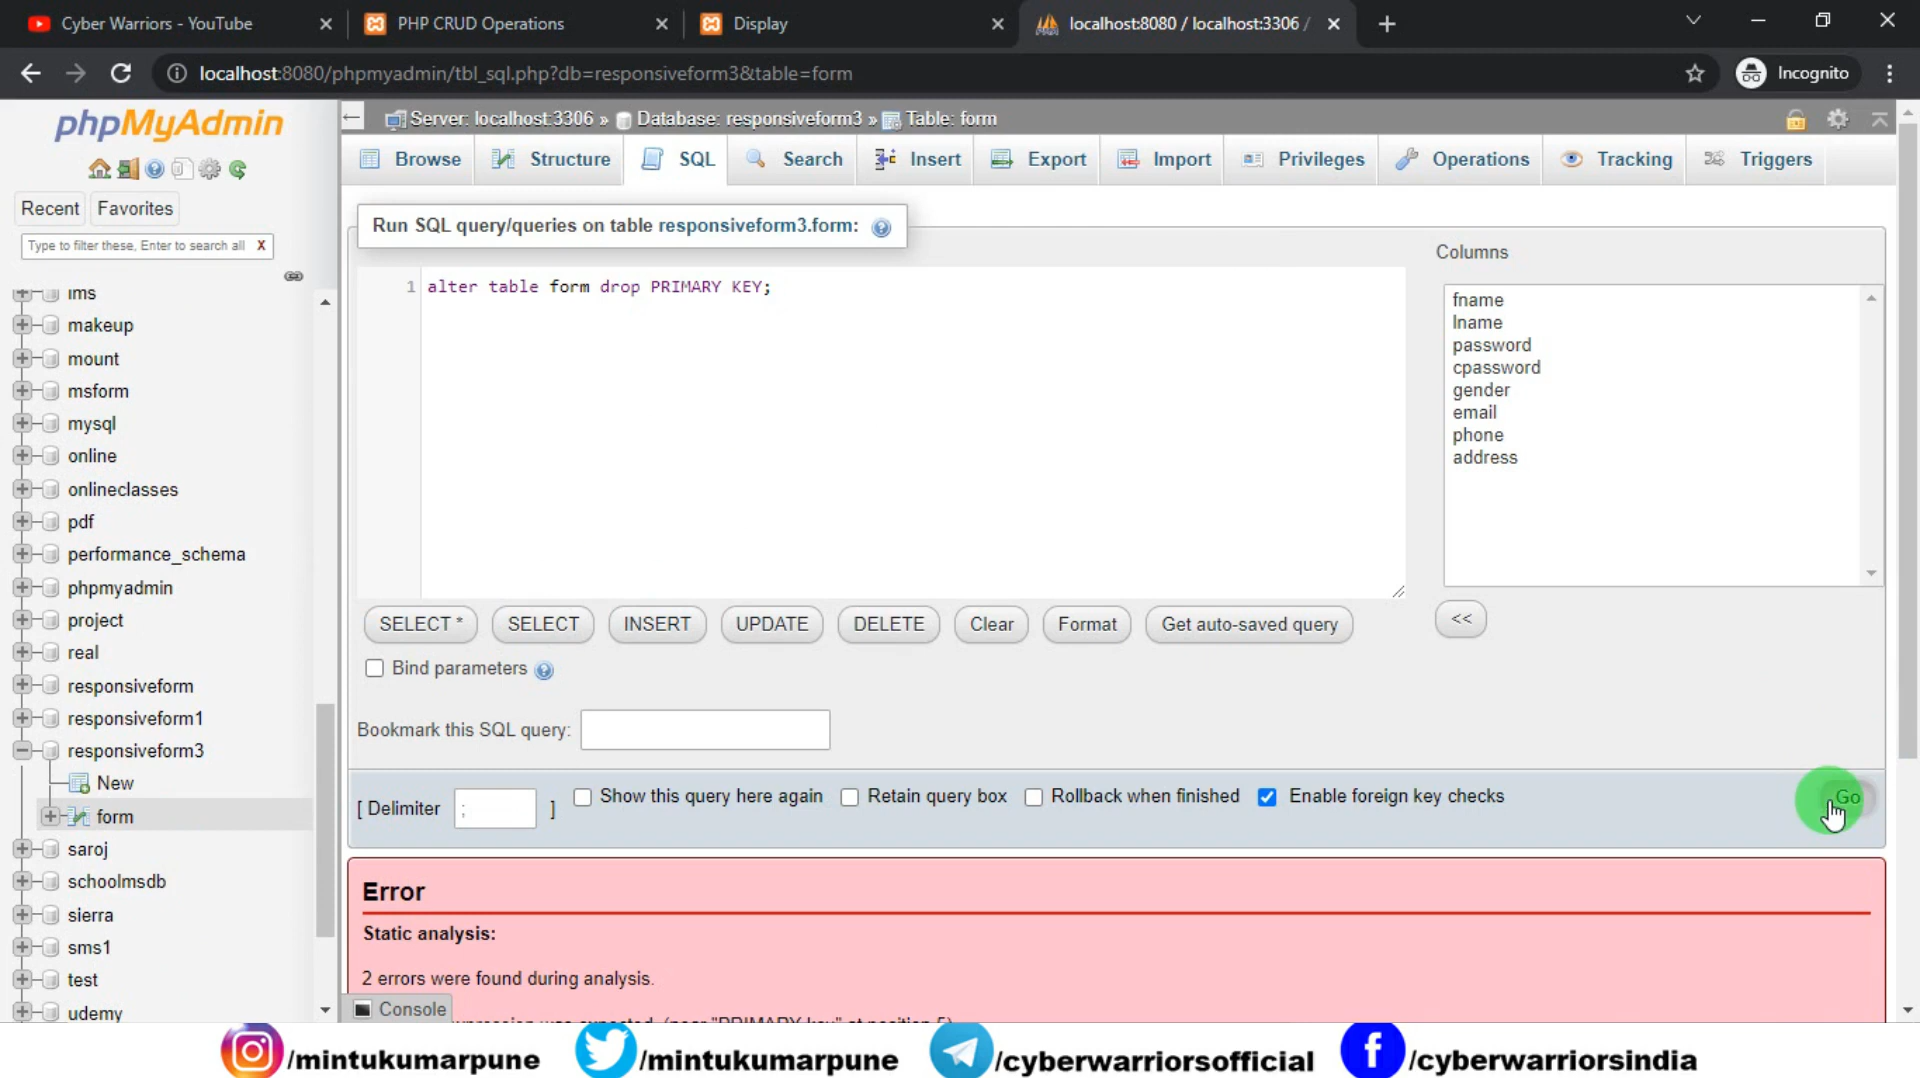 Cyber Warriors - YouTube
PHP CRUD Operations
Display
localhost:8080 / localhost:3306 /
localhost:8080/phpmyadmin/tbl_sql.php?db=responsiveform3&table=form
Incognito
phpMyAdmin
Recent
Favorites
Type to filter these, Enter to search all X
lms
makeup
mount
msform
mysql
online
onlineclasses
pdf
performance_schema
phpmyadmin
project
real
responsiveform
responsiveform1
responsiveform3
New
form
saroj
schoolmsdb
sierra
sms1
test
udemy
Server: localhost:3306 » Database: responsiveform3 » Table: form
Browse Structure SQL Search Insert Export Import Privileges Operations Tracking Triggers
Run SQL query/queries on table responsiveform3.form:
1 alter table form drop PRIMARY KEY;
Columns
fname
lname
password
cpassword
gender
email
phone
address
<<
SELECT * SELECT INSERT UPDATE DELETE Clear Format Get auto-saved query
Bind parameters
Bookmark this SQL query:
[ Delimiter ; ] Show this query here again Retain query box Rollback when finished Enable foreign key checks Go
Error
Static analysis:
2 errors were found during analysis.
Console
/mintukumarpune /mintukumarpune /cyberwarriorsofficial /cyberwarriorsindia